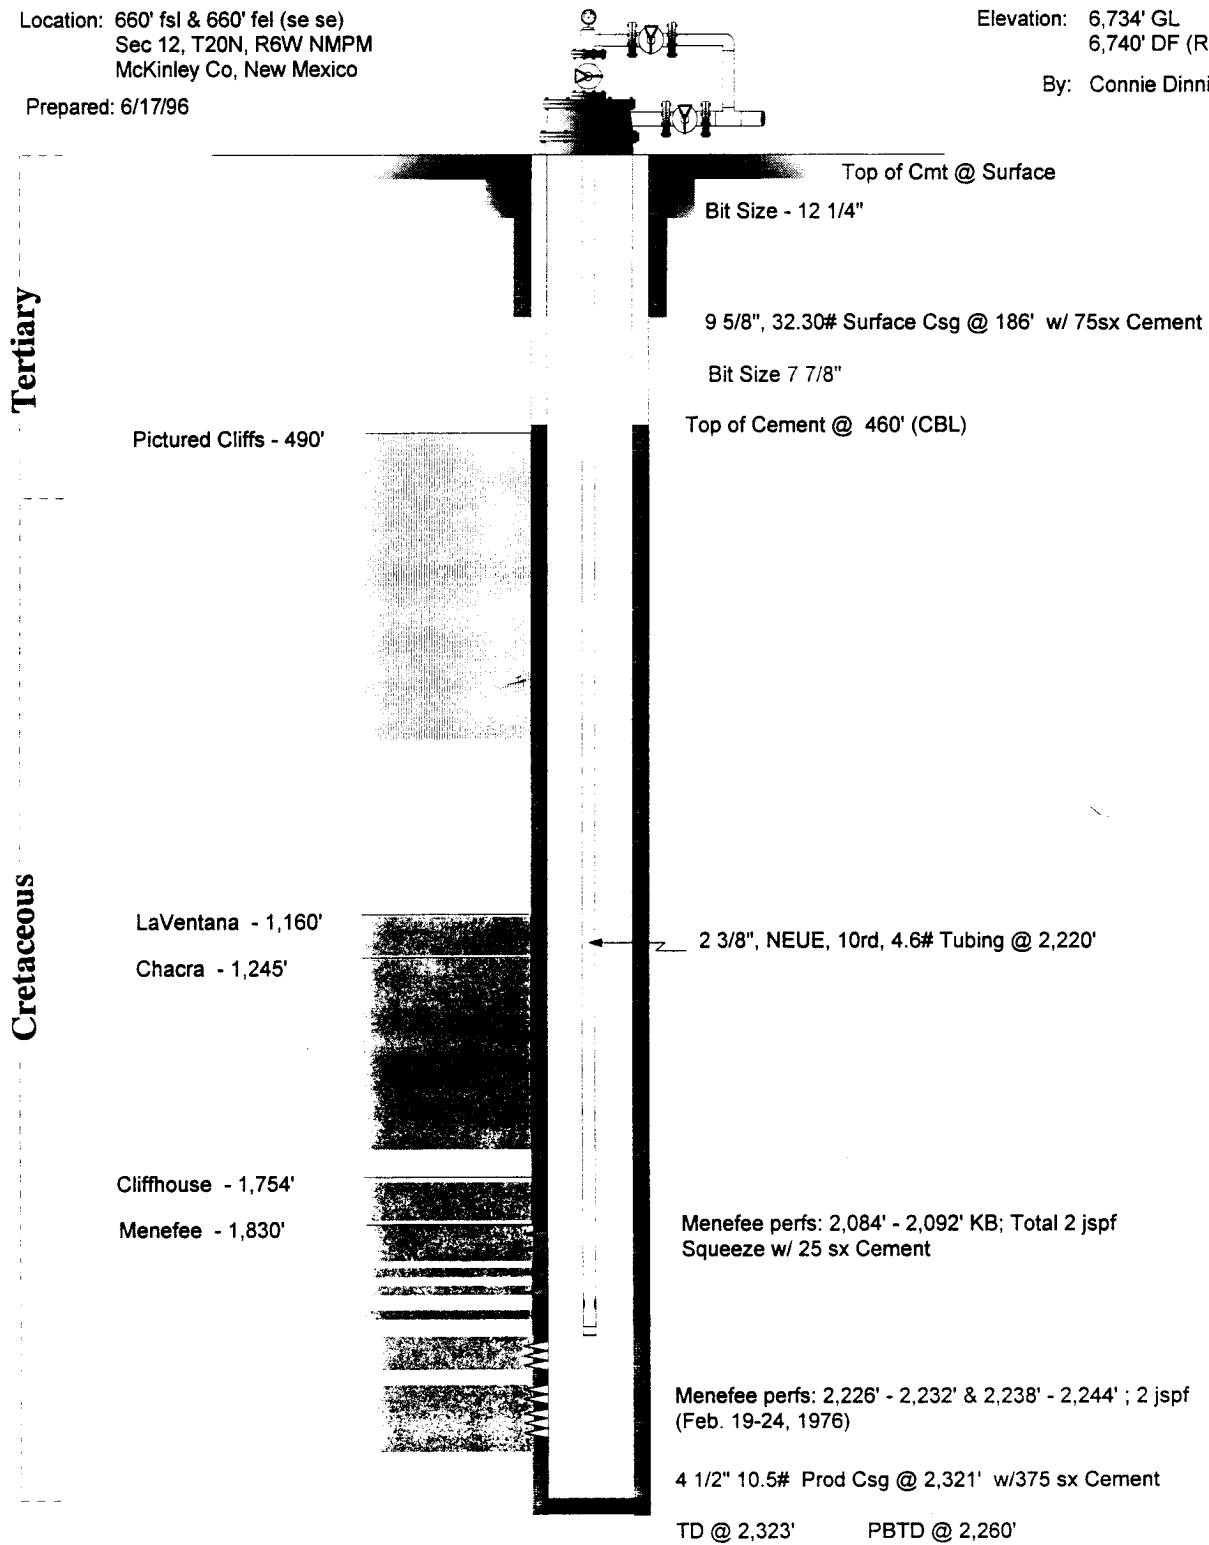 Location: 660' fsl & 660' fel (se se)
Sec 12, T20N, R6W NMPM
McKinley Co, New Mexico
Prepared: 6/17/96
Elevation: 6,734' GL
6,740' DF (R
By: Connie Dinni
Top of Cmt @ Surface
Bit Size - 12 1/4"
Tertiary
9 5/8", 32.30# Surface Csg @ 186' w/ 75sx Cement
Bit Size 7 7/8"
Top of Cement @ 460' (CBL)
Pictured Cliffs - 490'
Cretaceous
LaVentana - 1,160'
2 3/8", NEUE, 10rd, 4.6# Tubing @ 2,220'
Chacra - 1,245'
Cliffhouse - 1,754'
Menefee - 1,830'
Menefee perfs: 2,084' - 2,092' KB; Total 2 jspf
Squeeze w/ 25 sx Cement
Menefee perfs: 2,226' - 2,232' & 2,238' - 2,244' ; 2 jspf
(Feb. 19-24, 1976)
4 1/2" 10.5# Prod Csg @ 2,321' w/375 sx Cement
TD @ 2,323' PBTD @ 2,260'